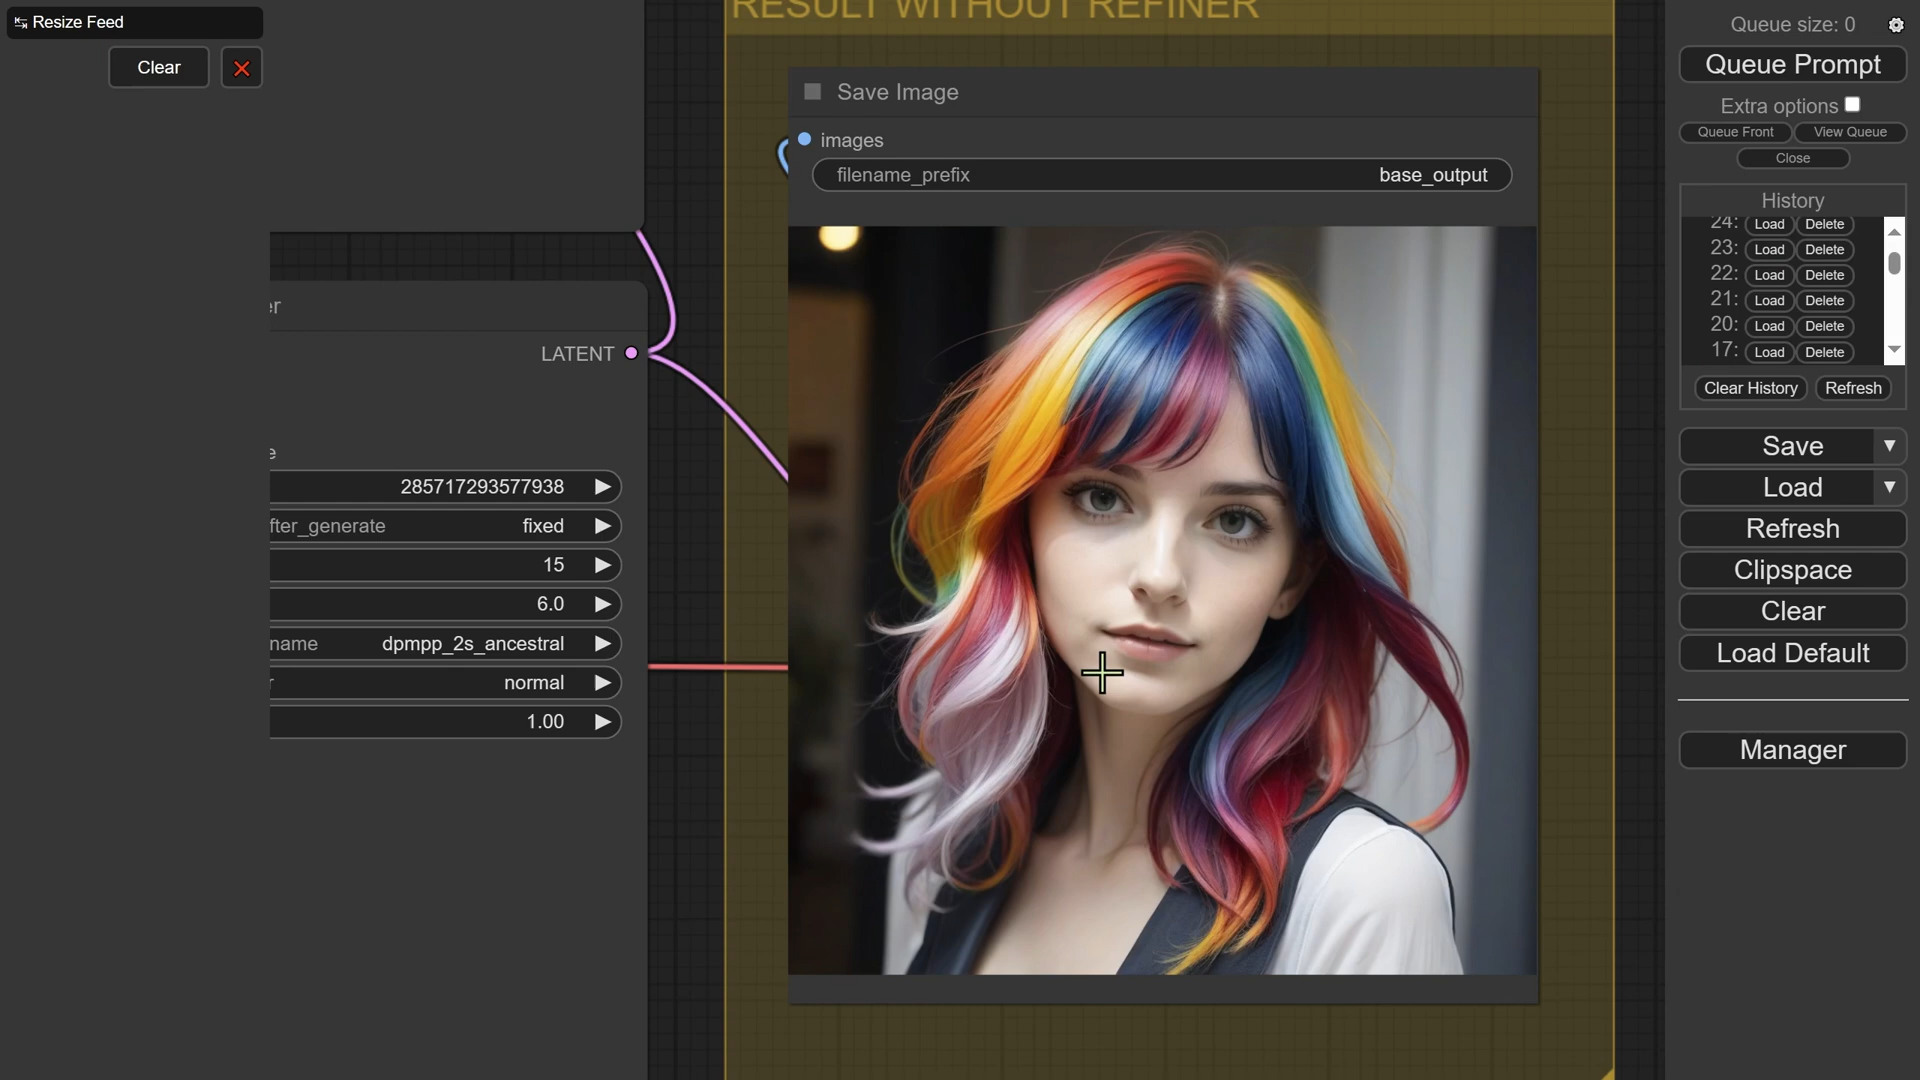 Resize Feed
Clear
RESULT WITHOUT REFINER
Save Image
images
filename_prefix base_output
er
LATENT
e
285717293577938
fter_generate fixed
15
6.0
name dpmpp_2s_ancestral
r normal
1.00
Queue size: 0
Queue Prompt
Extra options
Queue Front View Queue
Close
History
24: Load Delete
23: Load Delete
22: Load Delete
21: Load Delete
20: Load Delete
17: Load Delete
Clear History Refresh
Save
Load
Refresh
Clipspace
Clear
Load Default
Manager